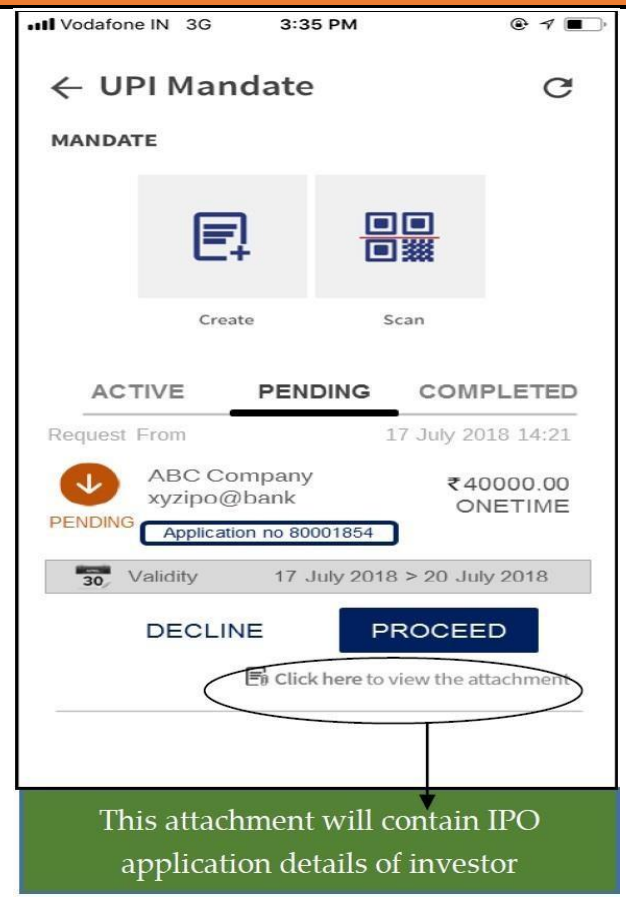 Vodafone IN 3G 3:35 PM
← UPI Mandate
MANDATE
Create Scan
ACTIVE PENDING COMPLETED
Request From 17 July 2018 14:21
ABC Company ₹40000.00
xyzipo@bank ONETIME
PENDING Application no 80001854
30 Validity 17 July 2018 > 20 July 2018
DECLINE PROCEED
Click here to view the attachment
This attachment will contain IPO
application details of investor